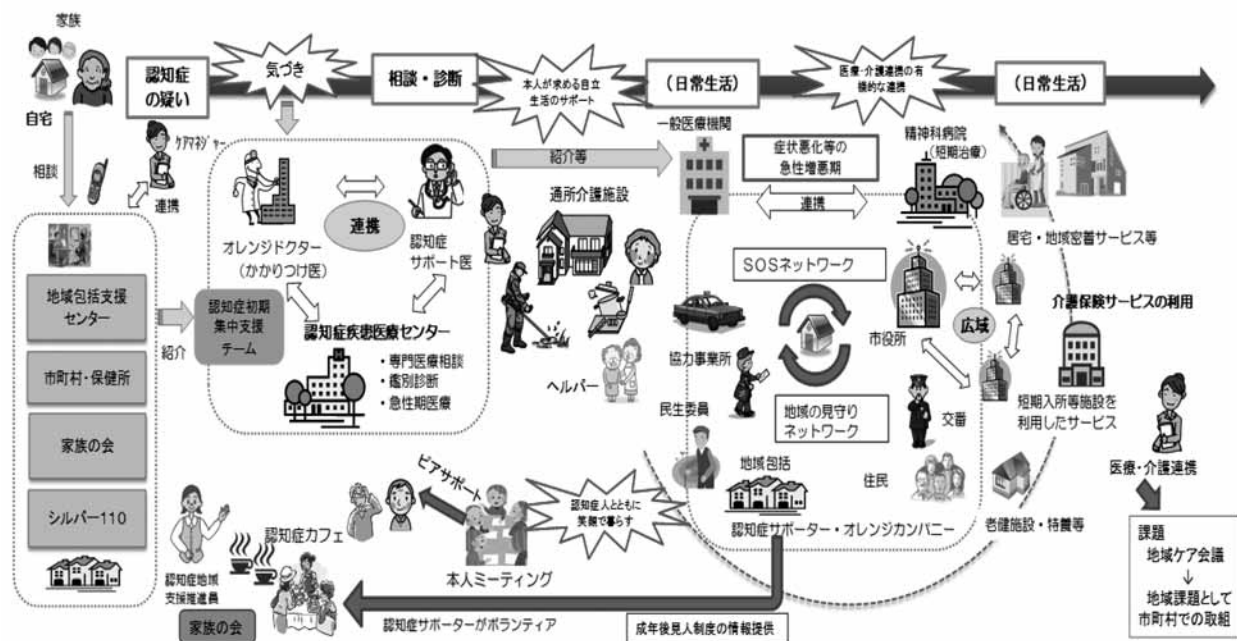 家族
自宅
認知症
の疑い
気づき
相談・診断
本人が求める自立
生活のサポート
(日常生活)
医療・介護連携の有
機的な連携
(日常生活)
相談
ケアマネジャー
連携
地域包括支援
センター
市町村・保健所
家族の会
シルバー110
紹介
オレンジドクター
(かかりつけ医)
連携
認知症
サポート医
認知症初期
集中支援
チーム
認知症疾患医療センター
・専門医療相談
・鑑別診断
・急性期医療
紹介等
通所介護施設
ヘルパー
一般医療機関
症状悪化等の
急性増悪期
連携
精神科病院
(短期治療)
居宅・地域密着サービス等
SOSネットワーク
市役所
広域
介護保険サービスの利用
協力事業所
民生委員
地域の見守り
ネットワーク
交番
住民
短期入所等施設を
利用したサービス
地域包括
認知症サポーター・オレンジカンパニー
老健施設・特養等
医療・介護連携
課題
地域ケア会議
↓
地域課題として
市町村での取組
ピアサポート
認知症人とともに
笑顔で暮らす
本人ミーティング
認知症カフェ
認知症地域
支援推進員
家族の会
認知症サポーターがボランティア
成年後見人制度の情報提供